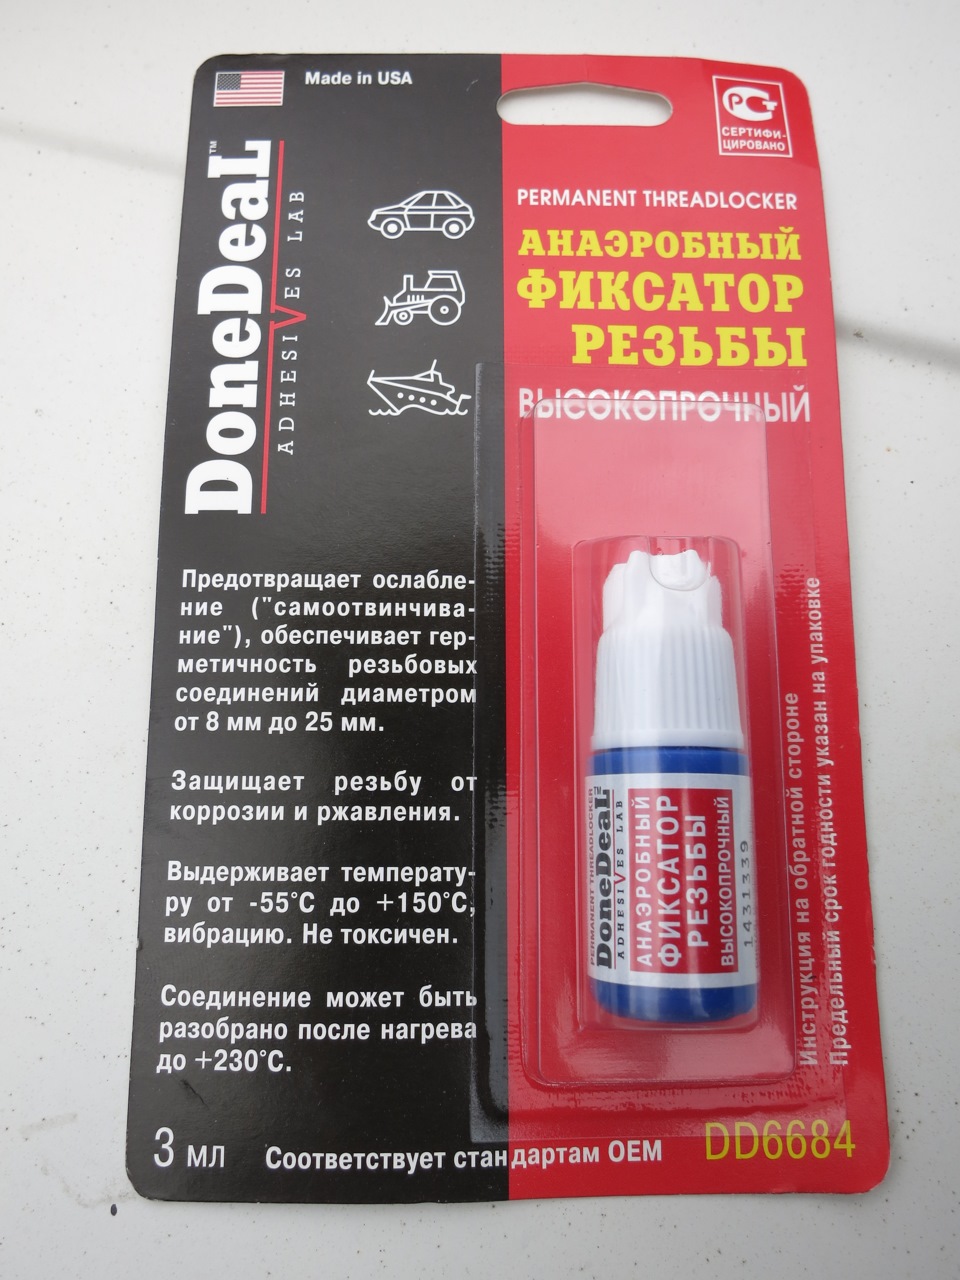 Made in USA
DoneDeaL™
ADHESIVES LAB
РСТ
СЕРТИФИ-
ЦИРОВАНО
PERMANENT THREADLOCKER
АНАЭРОБНЫЙ
ФИКСАТОР
РЕЗЬБЫ
ВЫСОКОПРОЧНЫЙ
Предотвращает ослабле-
ние ("самоотвинчива-
ние"), обеспечивает гер-
метичность резьбовых
соединений диаметром
от 8 мм до 25 мм.
Защищает резьбу от
коррозии и ржавления.
Выдерживает температу-
ру от -55°С до +150°С,
вибрацию. Не токсичен.
Соединение может быть
разобрано после нагрева
до +230°С.
PERMANENT THREADLOCKER
DoneDeaL™
ADHESIVES LAB
АНАЭРОБНЫЙ
ФИКСАТОР
РЕЗЬБЫ
ВЫСОКОПРОЧНЫЙ
1431339
Инструкция на обратной стороне
Предельный срок годности указан на упаковке
3 мл
Соответствует стандартам ОЕМ
DD6684